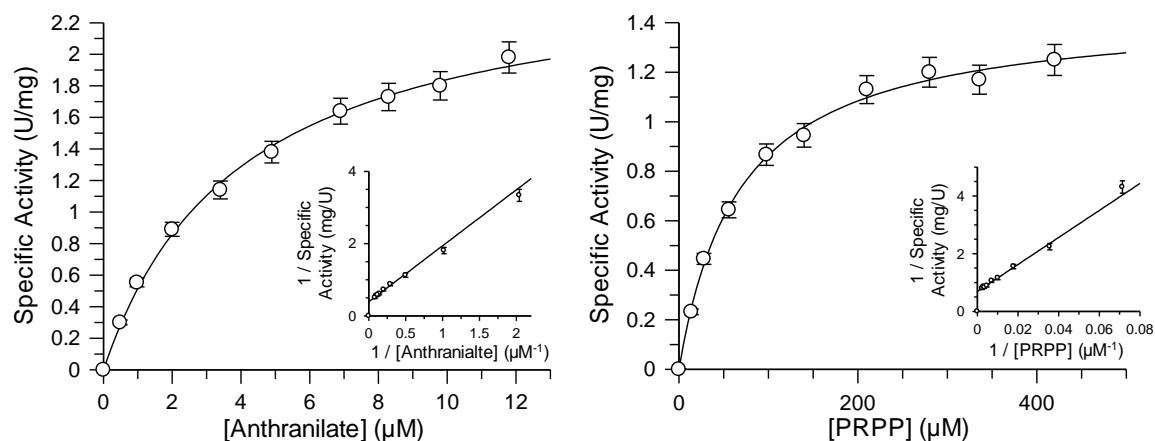 2.2
2
1.8
1.6
1.4
1.2
1
0.8
0.6
0.4
0.2
0
Specific Activity (U/mg)
0 2 4 6 8 10 12
[Anthranilate] (µM)
4
2
0
1 / Specific
Activity (mg/U)
0 0.5 1 1.5 2
1 / [Anthranialte] (µM-1)
1.4
1.2
1
0.8
0.6
0.4
0.2
0
Specific Activity (U/mg)
0 200 400
[PRPP] (µM)
4
2
0
1 / Specific
Activity (mg/U)
0 0.02 0.04 0.06 0.08
1 / [PRPP] (µM-1)